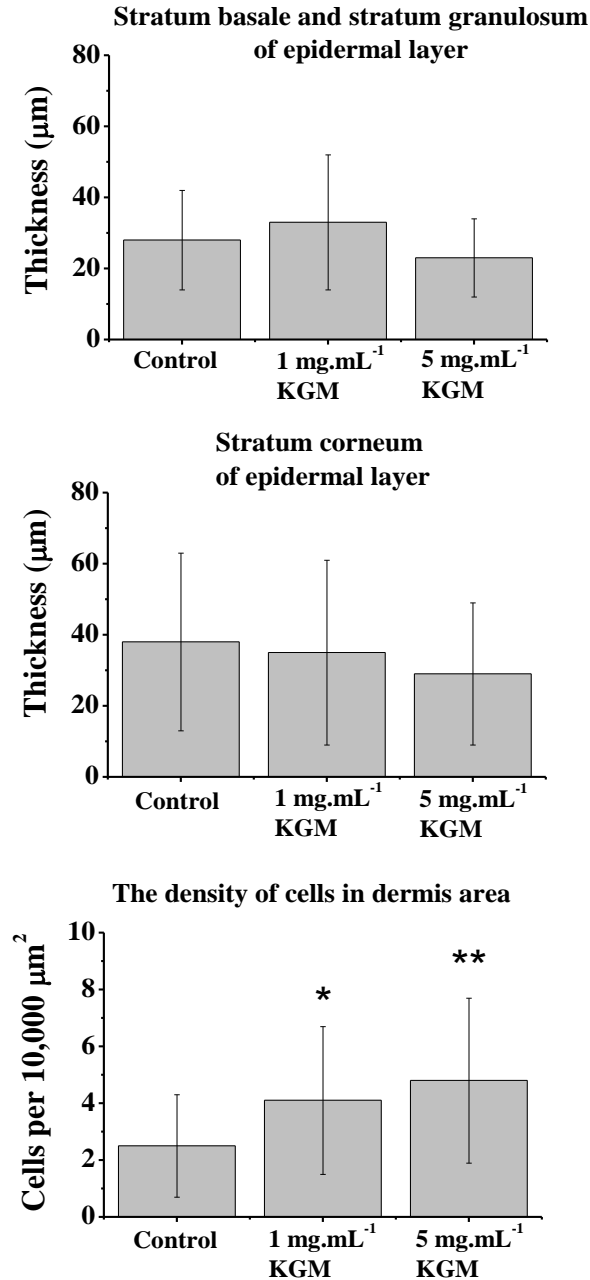 Stratum basale and stratum granulosum
of epidermal layer
Thickness (μm)
80
60
40
20
0
Control
1 mg.mL⁻¹
KGM
5 mg.mL⁻¹
KGM
Stratum corneum
of epidermal layer
Thickness (μm)
80
60
40
20
0
Control
1 mg.mL⁻¹
KGM
5 mg.mL⁻¹
KGM
The density of cells in dermis area
Cells per 10,000 μm²
10
8
6
4
2
0
*
**
Control
1 mg.mL⁻¹
KGM
5 mg.mL⁻¹
KGM